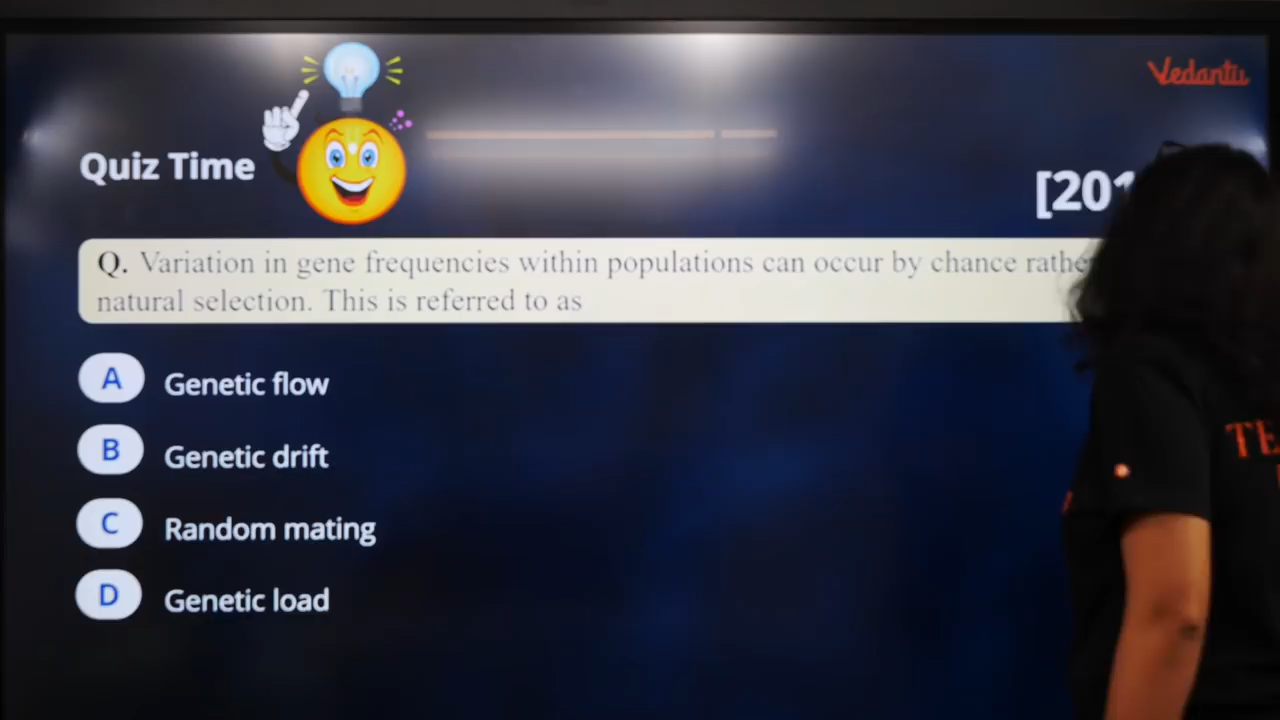 Vedantu
Quiz Time
[201
Q. Variation in gene frequencies within populations can occur by chance rather
natural selection. This is referred to as
A Genetic flow
B Genetic drift
C Random mating
D Genetic load
TE